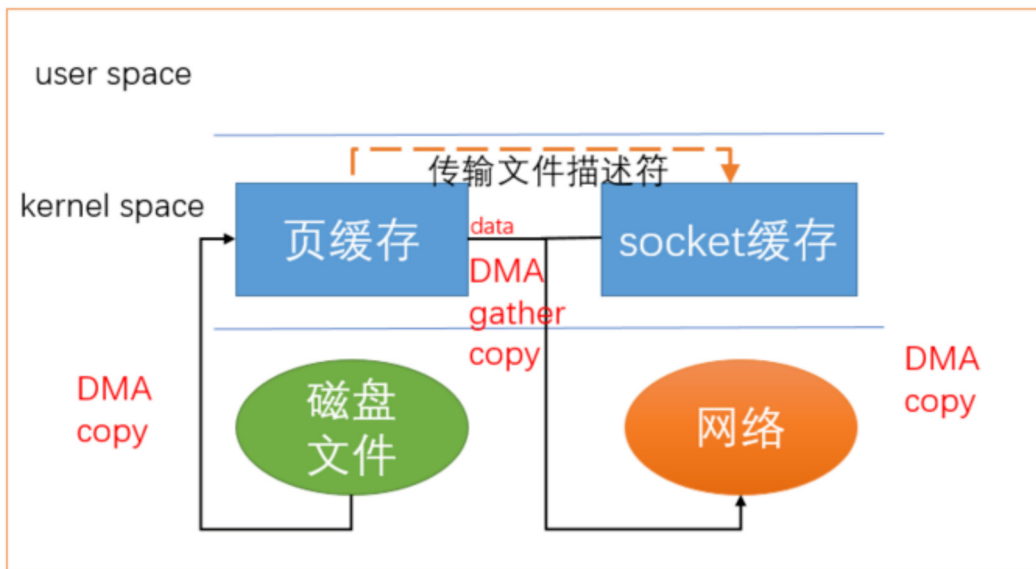 user space
传输文件描述符
kernel space
页缓存
data
socket缓存
DMA
gather
copy
DMA
copy
磁盘
文件
网络
DMA
copy